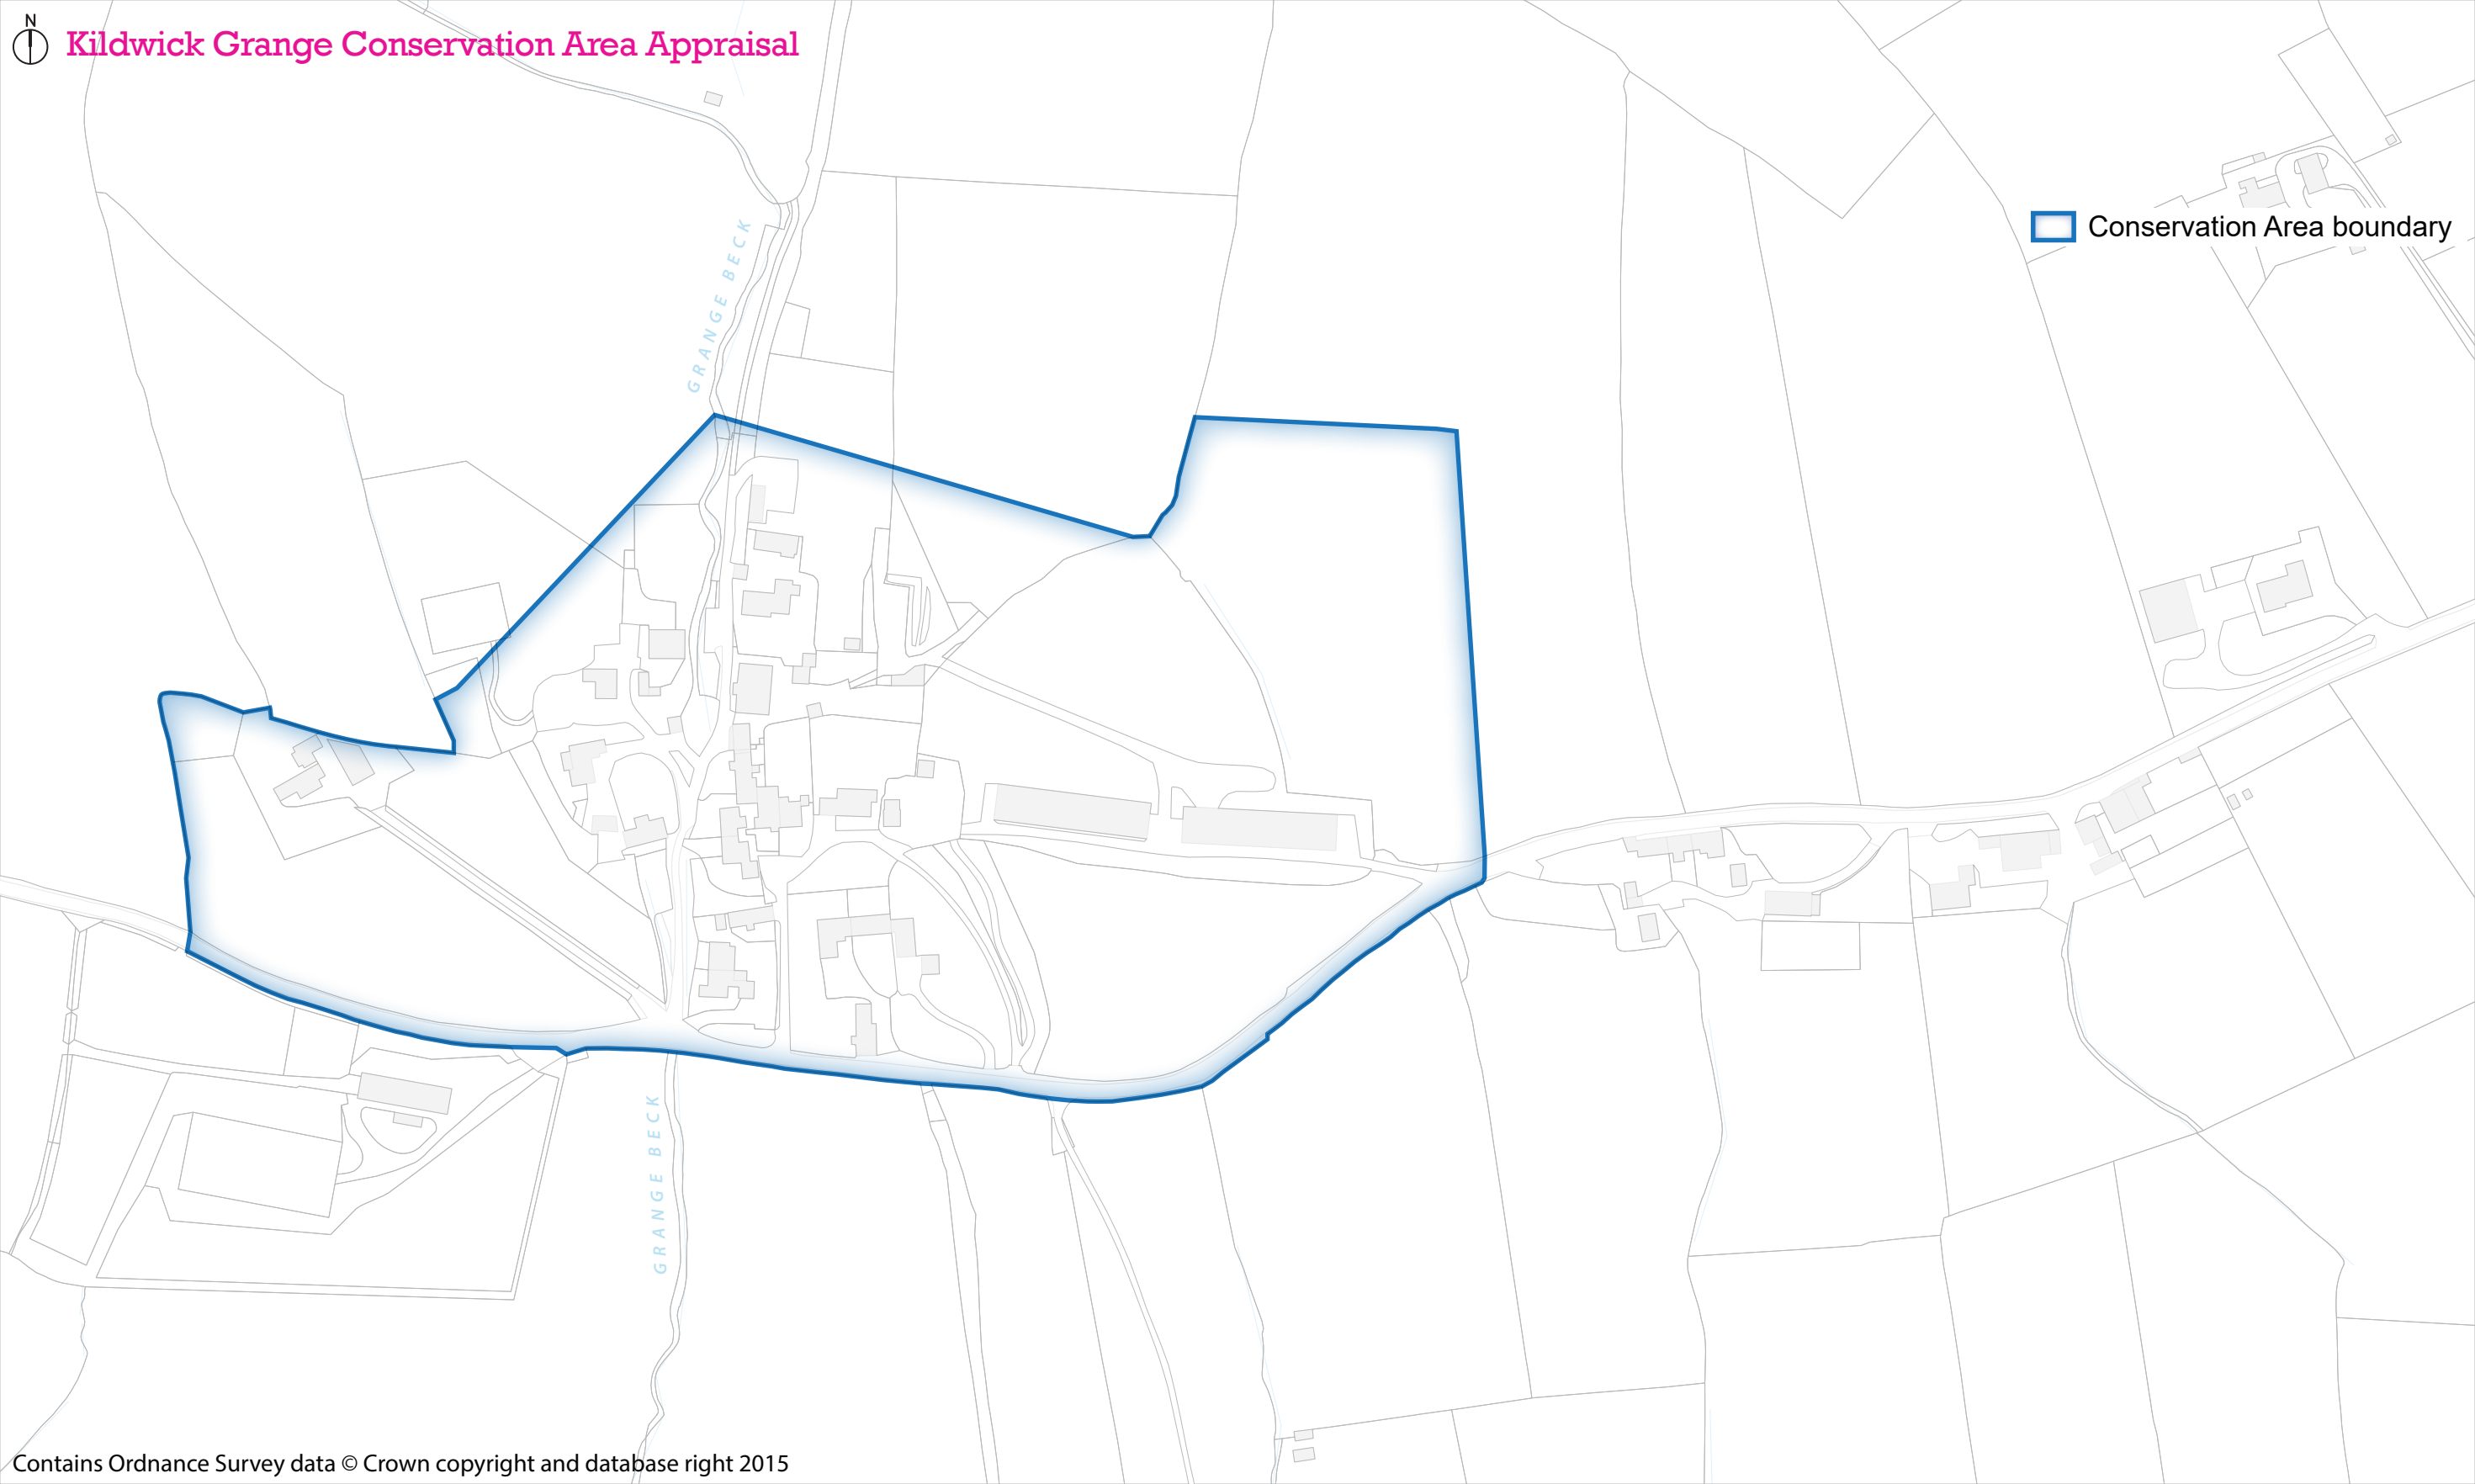 N
Kildwick Grange Conservation Area Appraisal
Conservation Area boundary
GRANGE BECK
GRANGE BECK
Contains Ordnance Survey data © Crown copyright and database right 2015